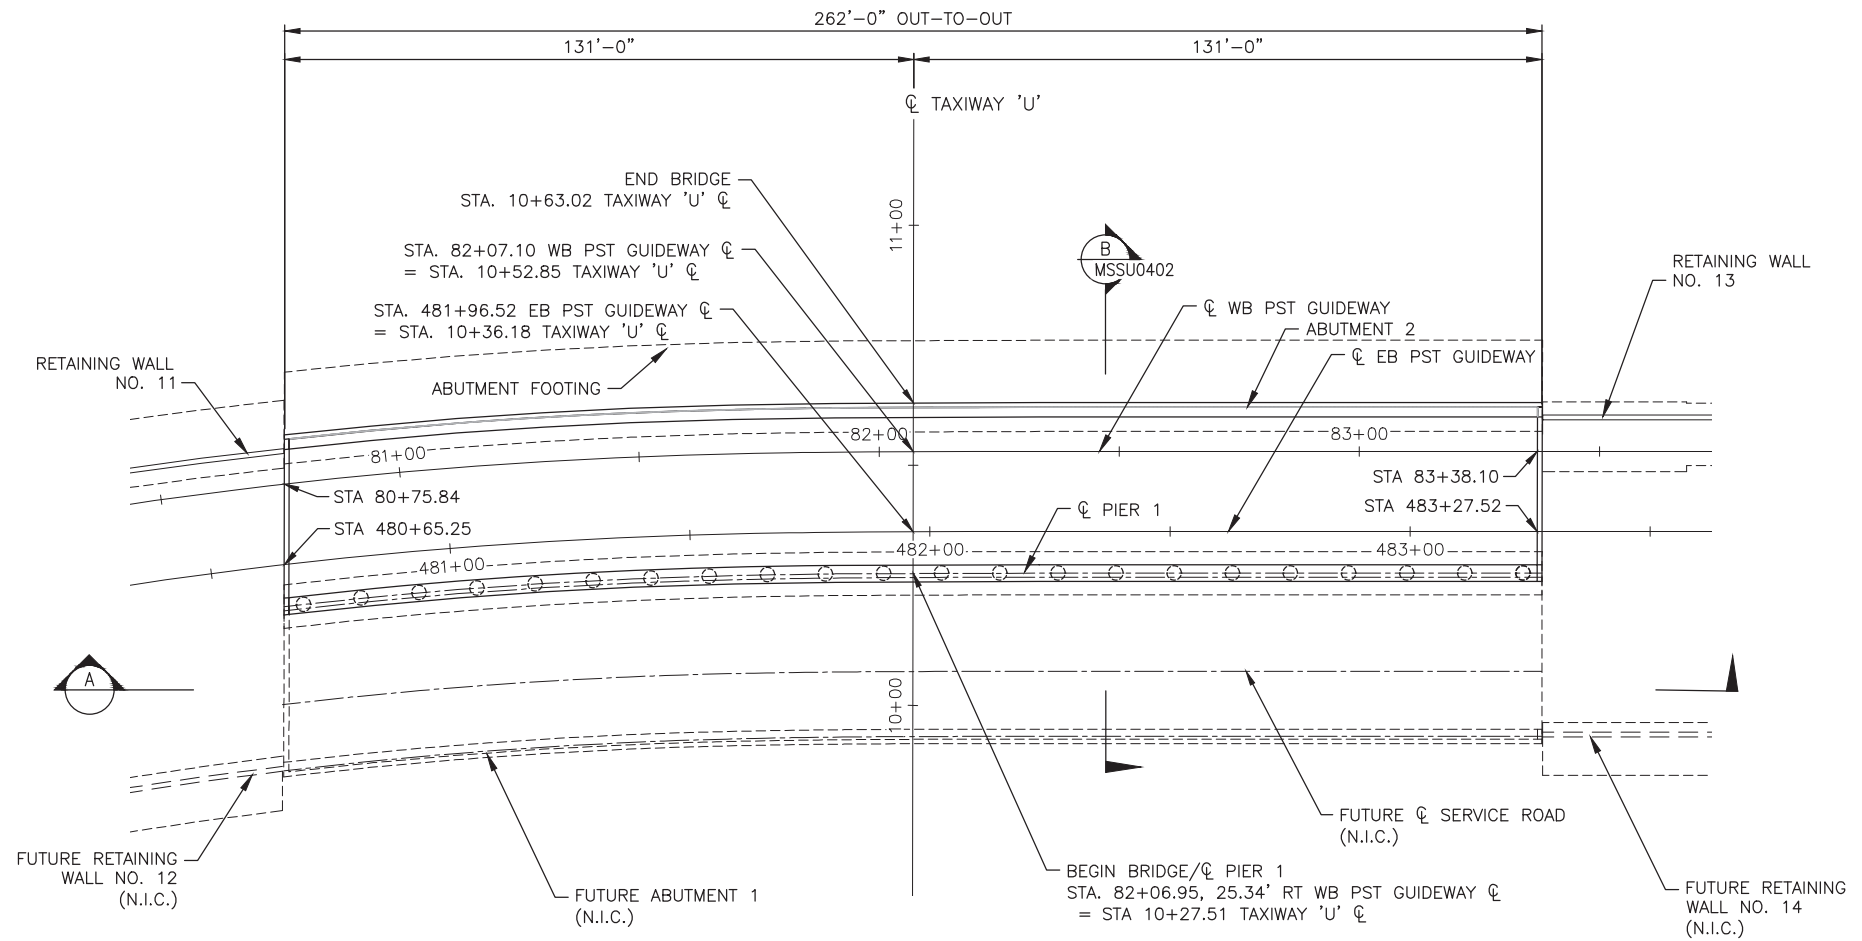 262'-0" OUT-TO-OUT
131'-0"
131'-0"
℄ TAXIWAY 'U'
END BRIDGE
STA. 10+63.02 TAXIWAY 'U' ℄
11+00
STA. 82+07.10 WB PST GUIDEWAY ℄
= STA. 10+52.85 TAXIWAY 'U' ℄
B
MSSU0402
RETAINING WALL
NO. 13
STA. 481+96.52 EB PST GUIDEWAY ℄
= STA. 10+36.18 TAXIWAY 'U' ℄
℄ WB PST GUIDEWAY
ABUTMENT 2
℄ EB PST GUIDEWAY
RETAINING WALL
NO. 11
ABUTMENT FOOTING
81+00
82+00
83+00
STA 80+75.84
STA 83+38.10
STA 480+65.25
STA 483+27.52
℄ PIER 1
481+00
482+00
483+00
A
10+00
FUTURE ℄ SERVICE ROAD
(N.I.C.)
FUTURE RETAINING
WALL NO. 12
(N.I.C.)
FUTURE ABUTMENT 1
(N.I.C.)
BEGIN BRIDGE/℄ PIER 1
STA. 82+06.95, 25.34' RT WB PST GUIDEWAY ℄
= STA 10+27.51 TAXIWAY 'U' ℄
FUTURE RETAINING
WALL NO. 14
(N.I.C.)